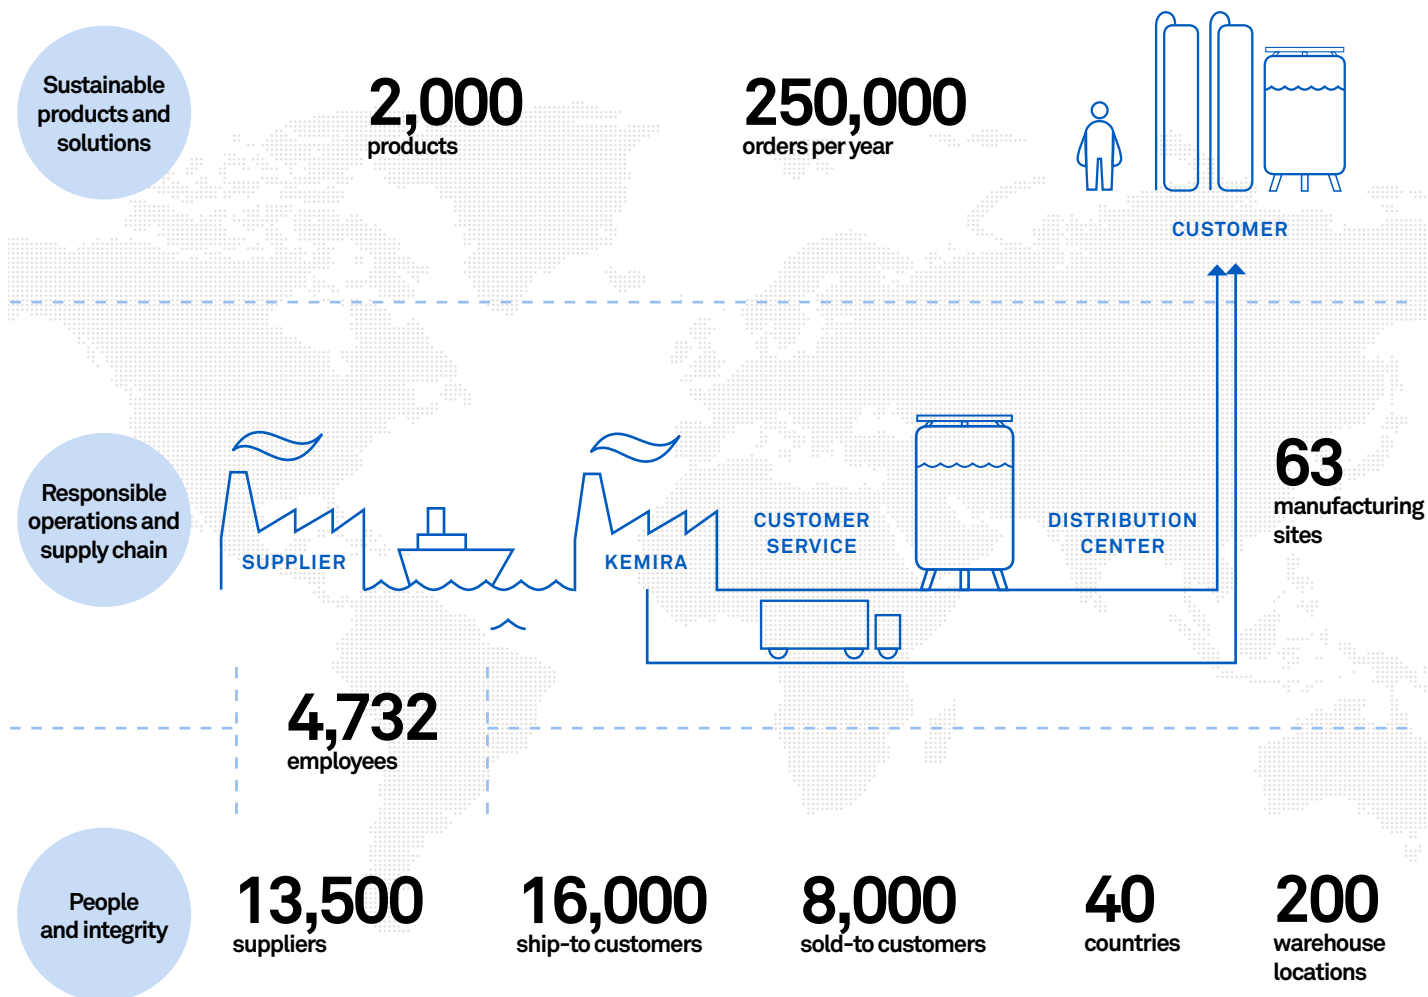 Sustainable
products and
solutions
2,000
products
250,000
orders per year
CUSTOMER
Responsible
operations and
supply chain
SUPPLIER
KEMIRA
CUSTOMER
SERVICE
DISTRIBUTION
CENTER
63
manufacturing
sites
4,732
employees
People
and integrity
13,500
suppliers
16,000
ship-to customers
8,000
sold-to customers
40
countries
200
warehouse
locations